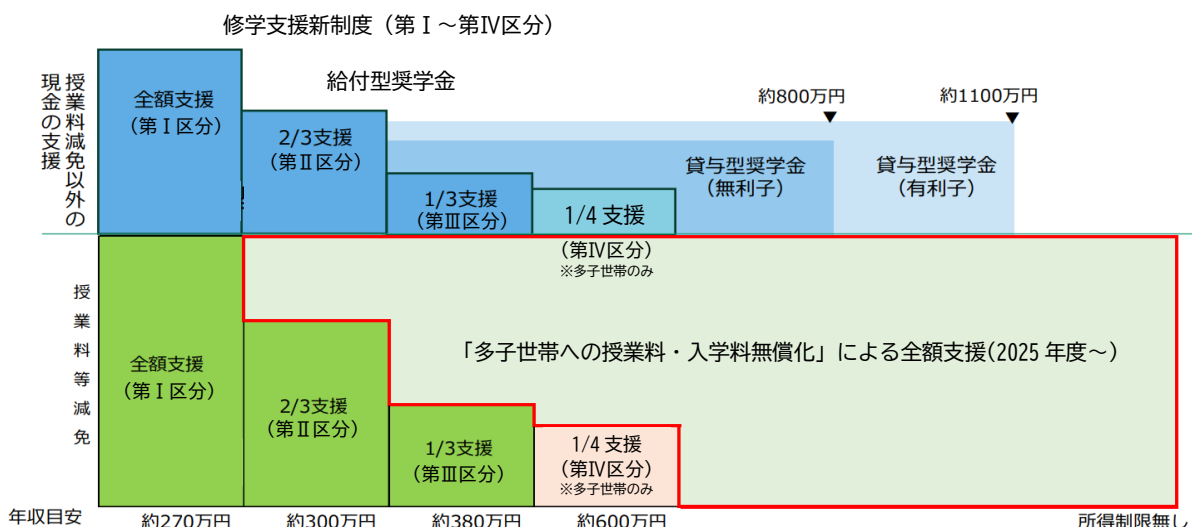 修学支援新制度（第Ⅰ～第Ⅳ区分）
給付型奨学金
授業料減免以外の
現金の支援
全額支援
（第Ⅰ区分）
2/3支援
（第Ⅱ区分）
1/3支援
（第Ⅲ区分）
1/4 支援
（第Ⅳ区分）
※多子世帯のみ
約800万円
▼
約1100万円
▼
貸与型奨学金
（無利子）
貸与型奨学金
（有利子）
授業料等減免
全額支援
（第Ⅰ区分）
2/3支援
（第Ⅱ区分）
1/3支援
（第Ⅲ区分）
1/4 支援
（第Ⅳ区分）
※多子世帯のみ
「多子世帯への授業料・入学料無償化」による全額支援(2025 年度～)
年収目安
約270万円
約300万円
約380万円
約600万円
所得制限無し